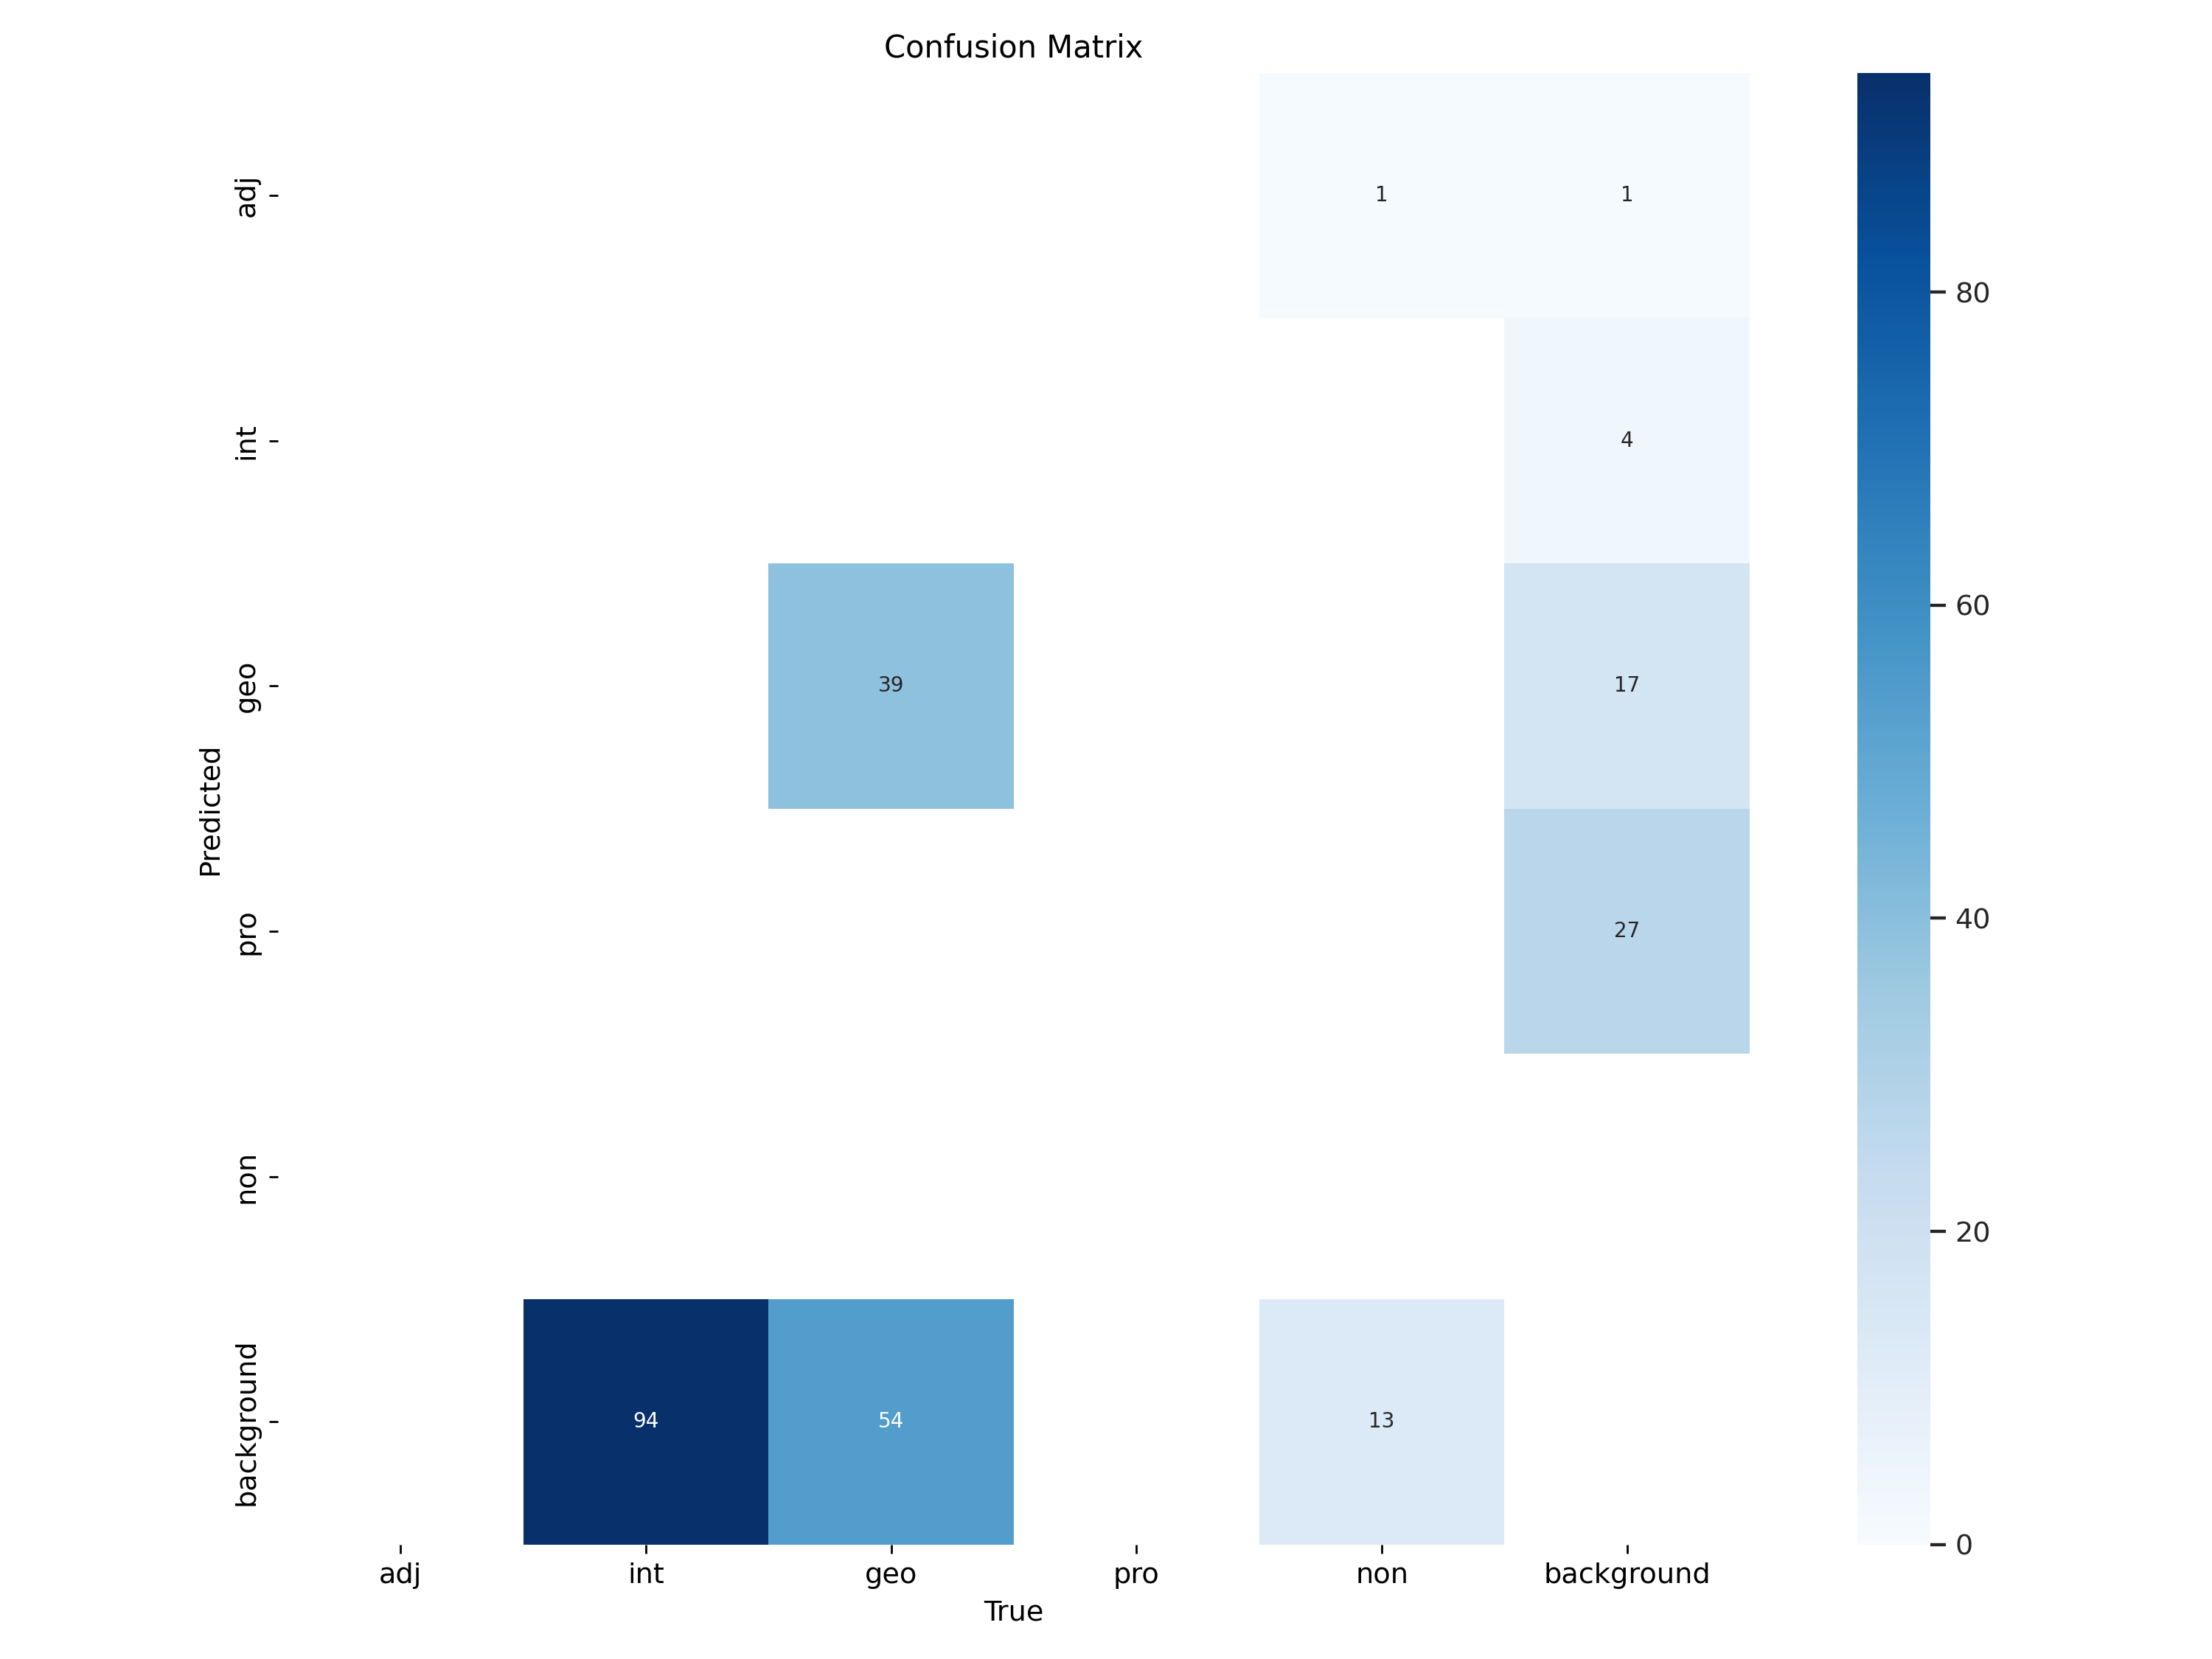 Confusion Matrix
adj
1
1
80
int
4
60
geo
39
17
Predicted
pro
27
40
non
20
background
94
54
13
0
adj
int
geo
pro
non
background
True